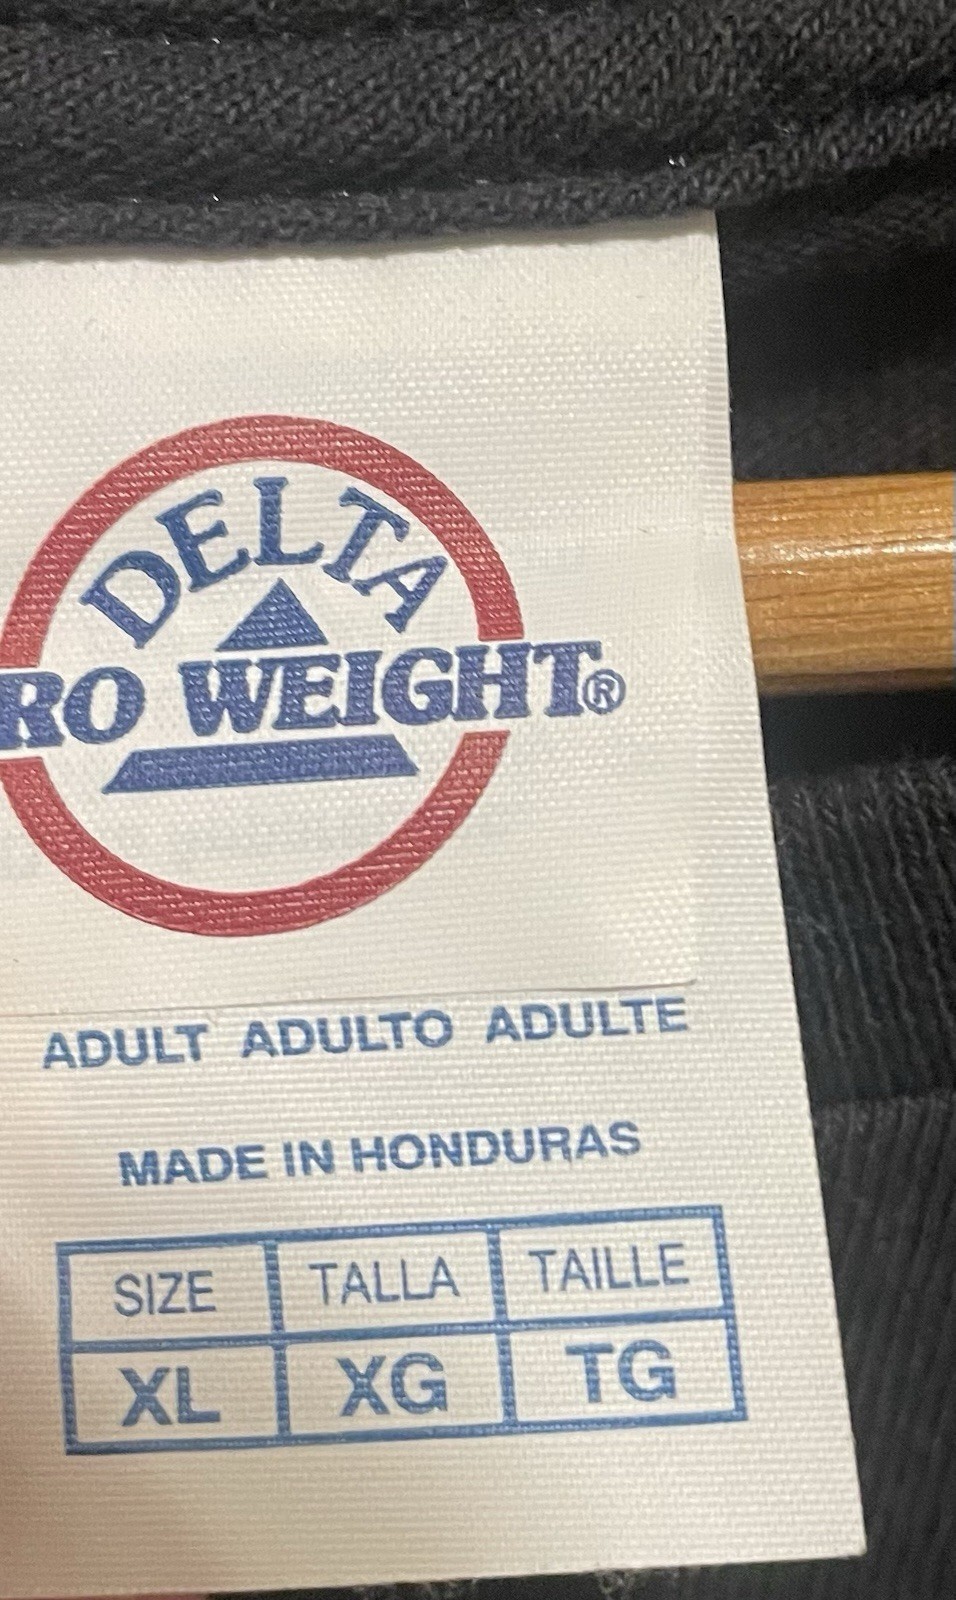 DELTA
RO WEIGHT®
ADULT ADULTO ADULTE
MADE IN HONDURAS
SIZE TALLA TAILLE
XL XG TG